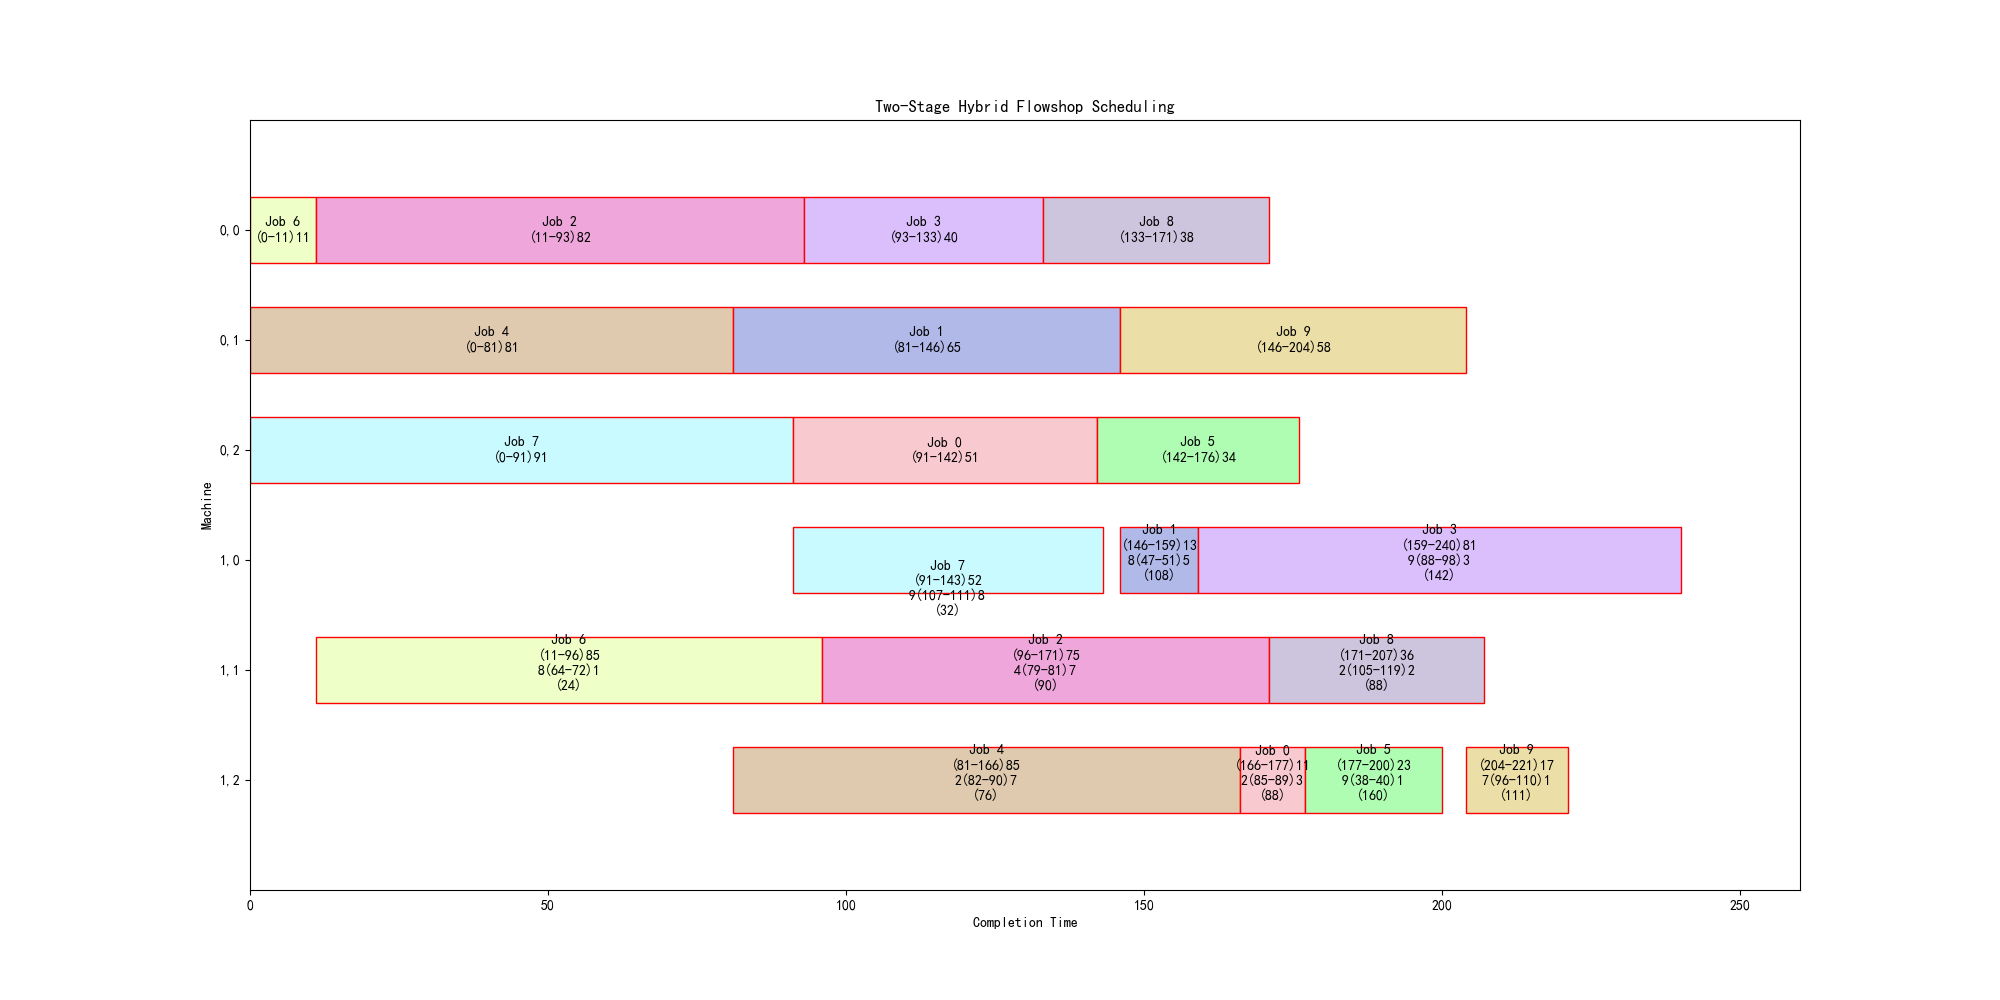 Two-Stage Hybrid Flowshop Scheduling
Machine
0,0
Job 6
(0-11)11
Job 2
(11-93)82
Job 3
(93-133)40
Job 8
(133-171)38
0,1
Job 4
(0-81)81
Job 1
(81-146)65
Job 9
(146-204)58
0,2
Job 7
(0-91)91
Job 0
(91-142)51
Job 5
(142-176)34
1,0
Job 7
(91-143)52
9(107-111)8
(32)
Job 1
(146-159)13
8(47-51)5
(108)
Job 3
(159-240)81
9(88-98)3
(142)
1,1
Job 6
(11-96)85
8(64-72)1
(24)
Job 2
(96-171)75
4(79-81)7
(90)
Job 8
(171-207)36
2(105-119)2
(88)
1,2
Job 4
(81-166)85
2(82-90)7
(76)
Job 0
(166-177)11
2(85-89)3
(88)
Job 5
(177-200)23
9(38-40)1
(160)
Job 9
(204-221)17
7(96-110)1
(111)
0
50
100
150
200
250
Completion Time